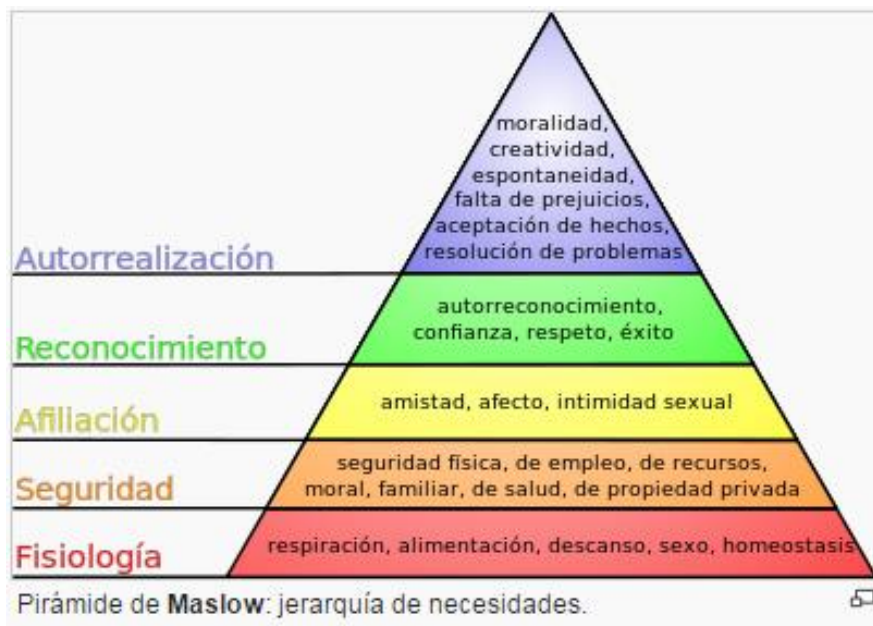 moralidad,
creatividad,
espontaneidad,
falta de prejuicios,
aceptación de hechos,
resolución de problemas
Autorrealización
autorreconocimiento,
confianza, respeto, éxito
Reconocimiento
amistad, afecto, intimidad sexual
Afiliación
seguridad física, de empleo, de recursos,
moral, familiar, de salud, de propiedad privada
Seguridad
respiración, alimentación, descanso, sexo, homeostasis
Fisiología
Pirámide de Maslow: jerarquía de necesidades.